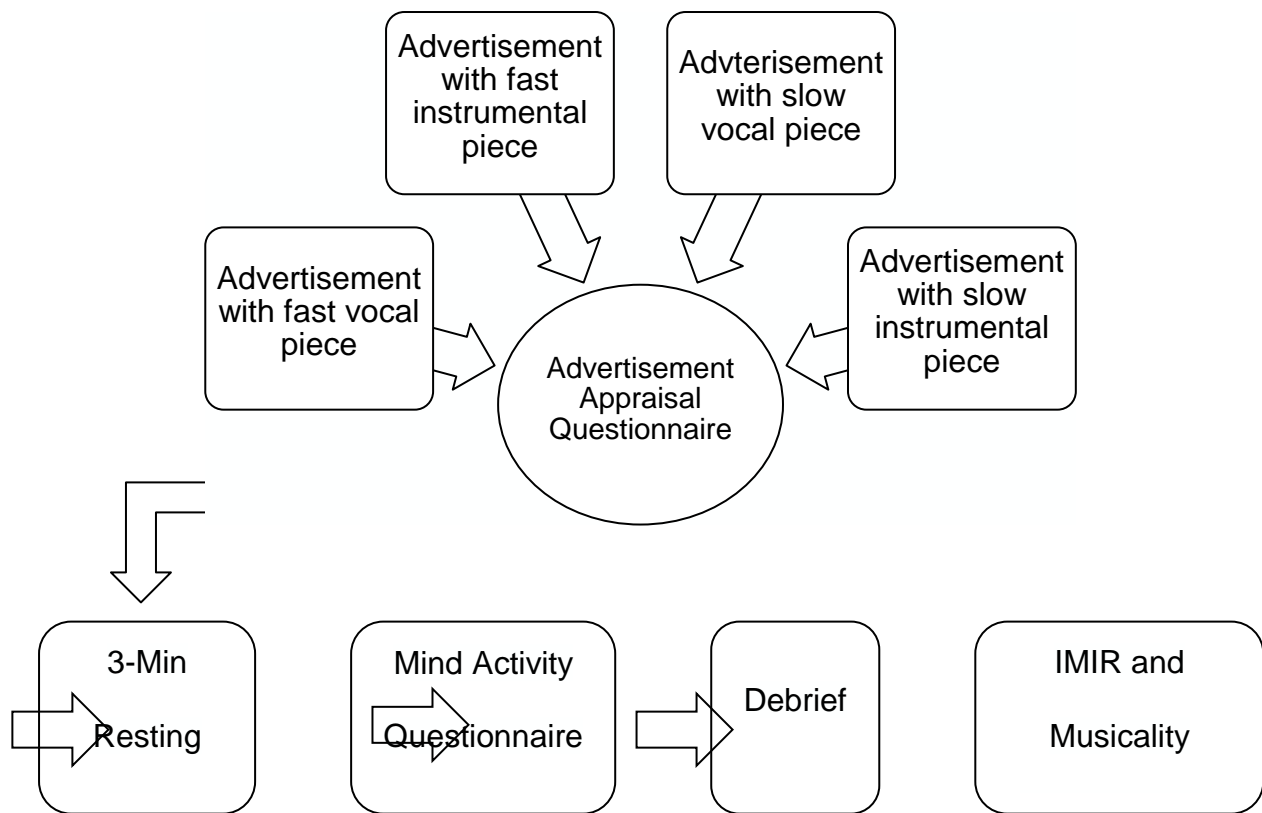 Advertisement
with fast
instrumental
piece
Advterisement
with slow
vocal piece
Advertisement
with fast vocal
piece
Advertisement
with slow
instrumental
piece
Advertisement
Appraisal
Questionnaire
3-Min
Resting
Mind Activity
Questionnaire
Debrief
IMIR and
Musicality